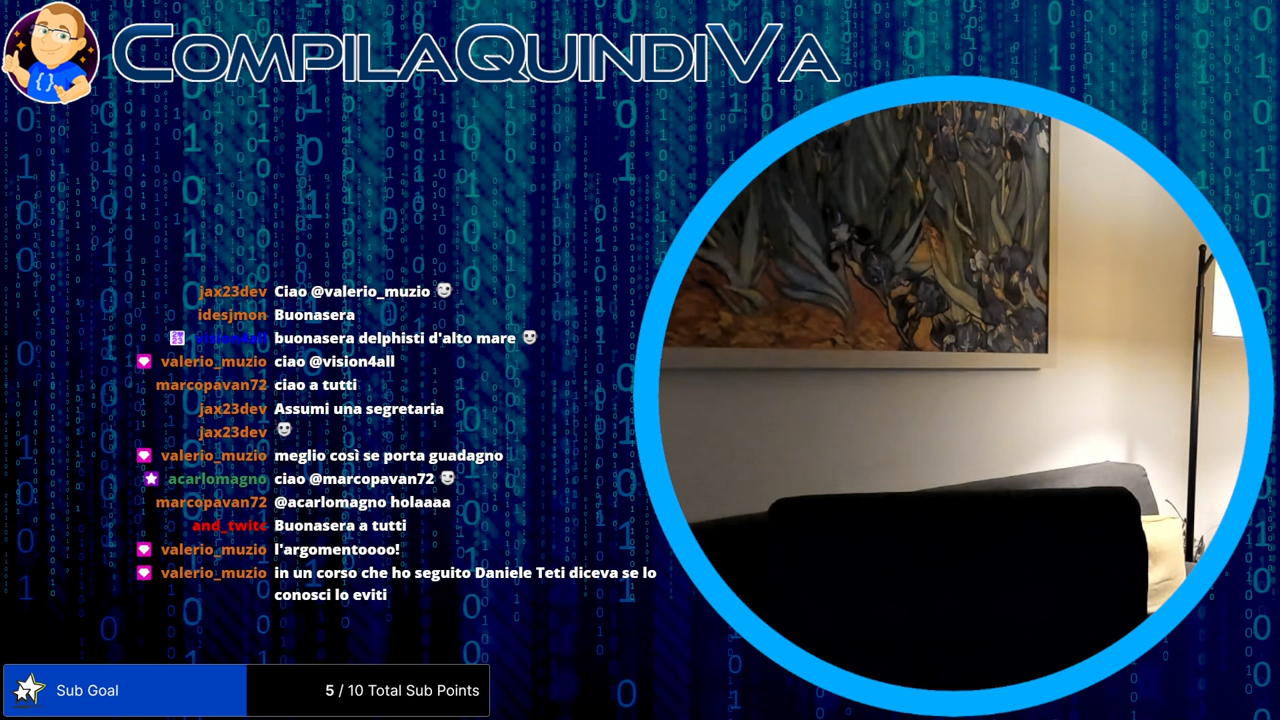 COMPILAQUINDIVA
{ }
jax23dev Ciao @valerio_muzio
idesjmon Buonasera
vision4all buonasera delphisti d'alto mare
valerio_muzio ciao @vision4all
marcopavan72 ciao a tutti
jax23dev Assumi una segretaria
jax23dev
valerio_muzio meglio così se porta guadagno
acarlomagno ciao @marcopavan72
marcopavan72 @acarlomagno holaaaa
and_twitc Buonasera a tutti
valerio_muzio l'argomentoooo!
valerio_muzio in un corso che ho seguito Daniele Teti diceva se lo
conosci lo eviti
Sub Goal 5 / 10 Total Sub Points